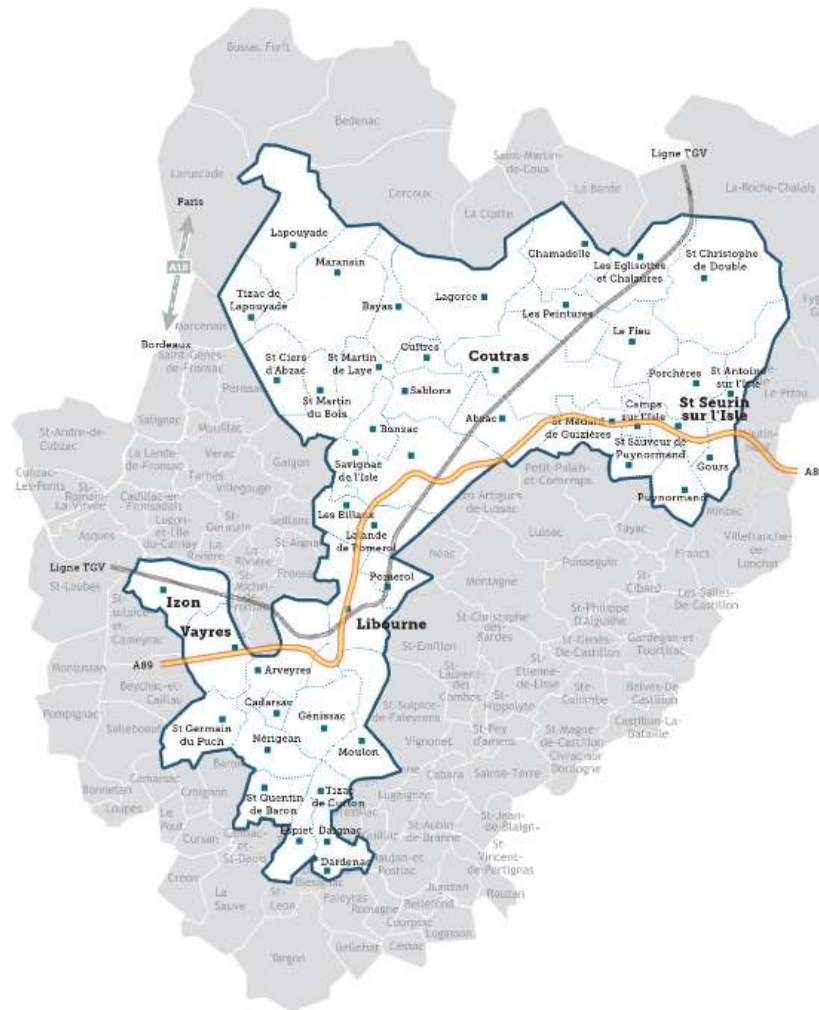 Bussac Forêt
Bedenac
Laruscade
Saint-Martin-
de-Coux
Ligne TGV
Cercoux
La Clotte
La Barde
La-Roche-Chalais
Paris
A10
Bordeaux
Lapouyade
Maransin
Chamadelle
Les Eglisottes
et Chalaures
St Christophe
de Double
Tizac de
Lapouyade
Bayas
Lagorce
Les Peintures
Marcenais
Le Fieu
Saint-Genès
de-Fronsac
Guîtres
Coutras
St Ciers
d'Abzac
St Martin
de Laye
Porchères
St Antoine
sur l'Isle
Le Pizou
St Martin
du Bois
Sablons
Camps
sur l'Isle
St Seurin
sur l'Isle
Abzac
St Médard
de Guizières
Bonzac
St Sauveur de
Puynormand
Gours
Salignac
Mouillac
St-Andre-de-
Cubzac
La Lande
de-Fronsac
Verac
Galgon
Savignac
de l'Isle
Petit-Palais
et-Cornemps
Cubzac-
Les-Ponts
Tarnès
Villegouge
Puynormand
Minzac
Cadillac-en
Fronsadais
Les Billaux
Les Artigues
de-Lussac
St-
Romain-
La-Virvée
St-
Germain
Saillans
Lalande
de Pomerol
Lussac
Tayac
Villefranche-
de-
Lonchat
Asques
Lugon-et-
L'Ile
du-Carnay
La
Rivière
St-Aignan
Francs
Néac
Puisseguin
Ligne TGV
St-Loubes
St-
Michel-
Fronsac
Pomerol
Montagne
St-
Cibard
Les-Salles-
De-Castillon
Izon
St-
sulpice
et-Cameyrac
Libourne
St-Christophe
des-
Bardes
St-Philippe
D'Aiguilhe
Vayres
St-Genès-
De-Castillon
Gardegan-et
Tourtirac
St-Emilion
A89
Montussan
Arveyres
St-
Laurent-
des-
Combes
St-
Etienne-
de-Lisse
Beychac-et-
Caillau
St-Sulpice-
de-Faleyrens
St-
Hippolyte
Ste-
Colombe
Belvès-De-
Castillon
Pompignac
Salleboeuf
Cadarsac
Génissac
St Germain
du Puch
Nérigean
Moulon
Vignonet
St-Pey
d'armens
St-Magne-
de-Castillon
Castillon-La-
Bataille
Civrac-sur
Dordogne
Camarsac
Baron
Cabara
Sainte-Terre
Bonnetan
Croignon
St Quentin
de Baron
Tizac
de Curton
Lugaignac
Loupes
Le
Pout
Cursan
Espiet
Daignac
Guillac
St-Aubin
de-Branne
St-Jean-
de-Blaign-
St-
Vincent-
de-Pertignas
Créon
Dardenac
Naujan-et
Postiac
La
Sauve
St-
Leon
Faleyras
Romagne
Bellefond
Jugazan
Rauzan
Courpiac
Lugasson
Targon
Cessac